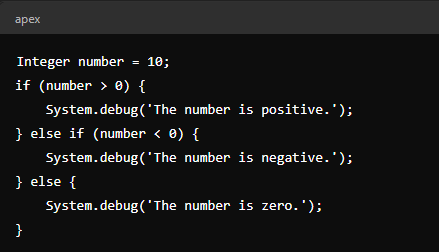 apex
Integer number = 10;
if (number > 0) {
    System.debug('The number is positive.');
} else if (number < 0) {
    System.debug('The number is negative.');
} else {
    System.debug('The number is zero.');
}